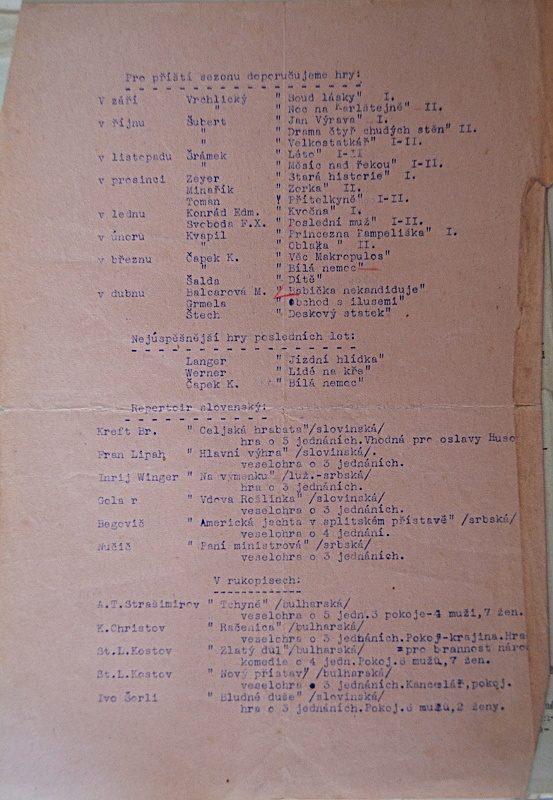 Pro příští sezonu doporučujeme hry:
V září Vrchlický " Soud lásky" I.
" " Noc na Karlštejně" II.
v říjnu Šubert " Jan Výrava" I.
" " Drama čtyř chudých stěn" II.
" " Velkostatkář" I-II.
v listopadu Šrámek " Léto" I-II
" " Měsíc nad řekou" I-II.
v prosinci Zeyer " Stará historie" I.
Minařík " Zorka" II.
Toman " Přítelkyně" I-II.
v lednu Konrád Edm. " Kvočna" I.
Svoboda F.X. " Poslední muž" I-II.
v únoru Kvapil " Princezna Pampeliška" I.
" " Oblaka " II.
v březnu Čapek K. " Věc Makropulos"
" " Bílá nemoc"
Šalda " Dítě"
v dubnu Balcarová M. " Babička nekandiduje"
Grmela " Obchod s ilusemi"
Štech " Deskový statek"
Nejúspěšnější hry posledních let:
Langer " Jízdní hlídka"
Werner " Lidé na kře"
Čapek K. " Bílá nemoc"
Repertoir slovanský:
Kreft Br. " Celjská hrabata"/slovinská/
hra o 5 jednáních.Vhodná pro oslavy Huso
Fran Lipah " Hlavní výhra" /slovinská/.
veselohra o 3 jednáních.
Inrij Winger " Na výměnku" /luž.-srbská/
hra o 3 jednáních.
Gola r " Vdova Rošlinka" /slovinská/
veselohra o 3 jednáních.
Begovič " Americká jachta v splitském přístavě" /srbská/
veselohra o 4 jednání.
Nušič " Paní ministrová" /srbská/
veselohra o 3 jednáních.
V rukopisech:
A.T.Strašimirov " Tchyně" /bulharská/
veselohra o 5 jedn.3 pokoje-4 muži,7 žen.
K.Christov " Račenica" /bulharská/
veselohra o 3 jednáních.Pokoj-krajina.Hra
St.L.Kostov " Zlatý důl"/bulharská/ pro brannost národ
komedie o 4 jedn.Pokoj.8 mužů,7 žen.
St.L.Kostov " Nový přístav" /bulharská/
veselohra o 3 jednáních.Kancelář,pokoj.
Ivo Šorli " Bludné duše" /slovinská/
hra o 3 jednáních.Pokoj.8 mužů,2 ženy.